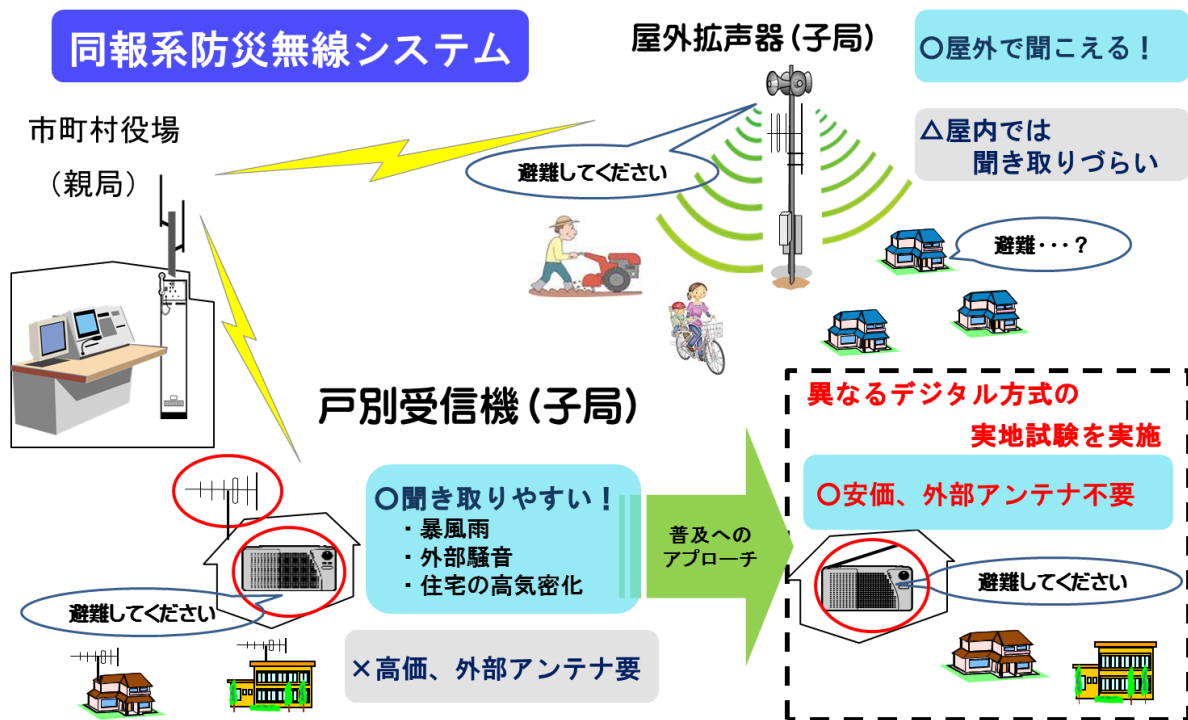 同報系防災無線システム
屋外拡声器(子局)
〇屋外で聞こえる!
△屋内では
聞き取りづらい
市町村役場
(親局)
避難してください
避難・・・?
戸別受信機(子局)
〇聞き取りやすい!
・暴風雨
・外部騒音
・住宅の高気密化
避難してください
×高価、外部アンテナ要
普及への
アプローチ
異なるデジタル方式の
実地試験を実施
〇安価、外部アンテナ不要
避難してください